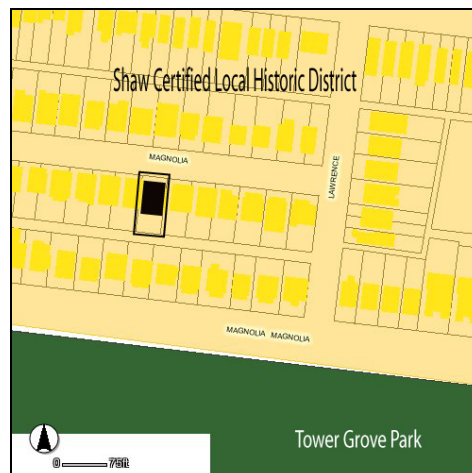 Shaw Certified Local Historic District
MAGNOLIA
LAWRENCE
MAGNOLIA MAGNOLIA
Tower Grove Park
0 75ft